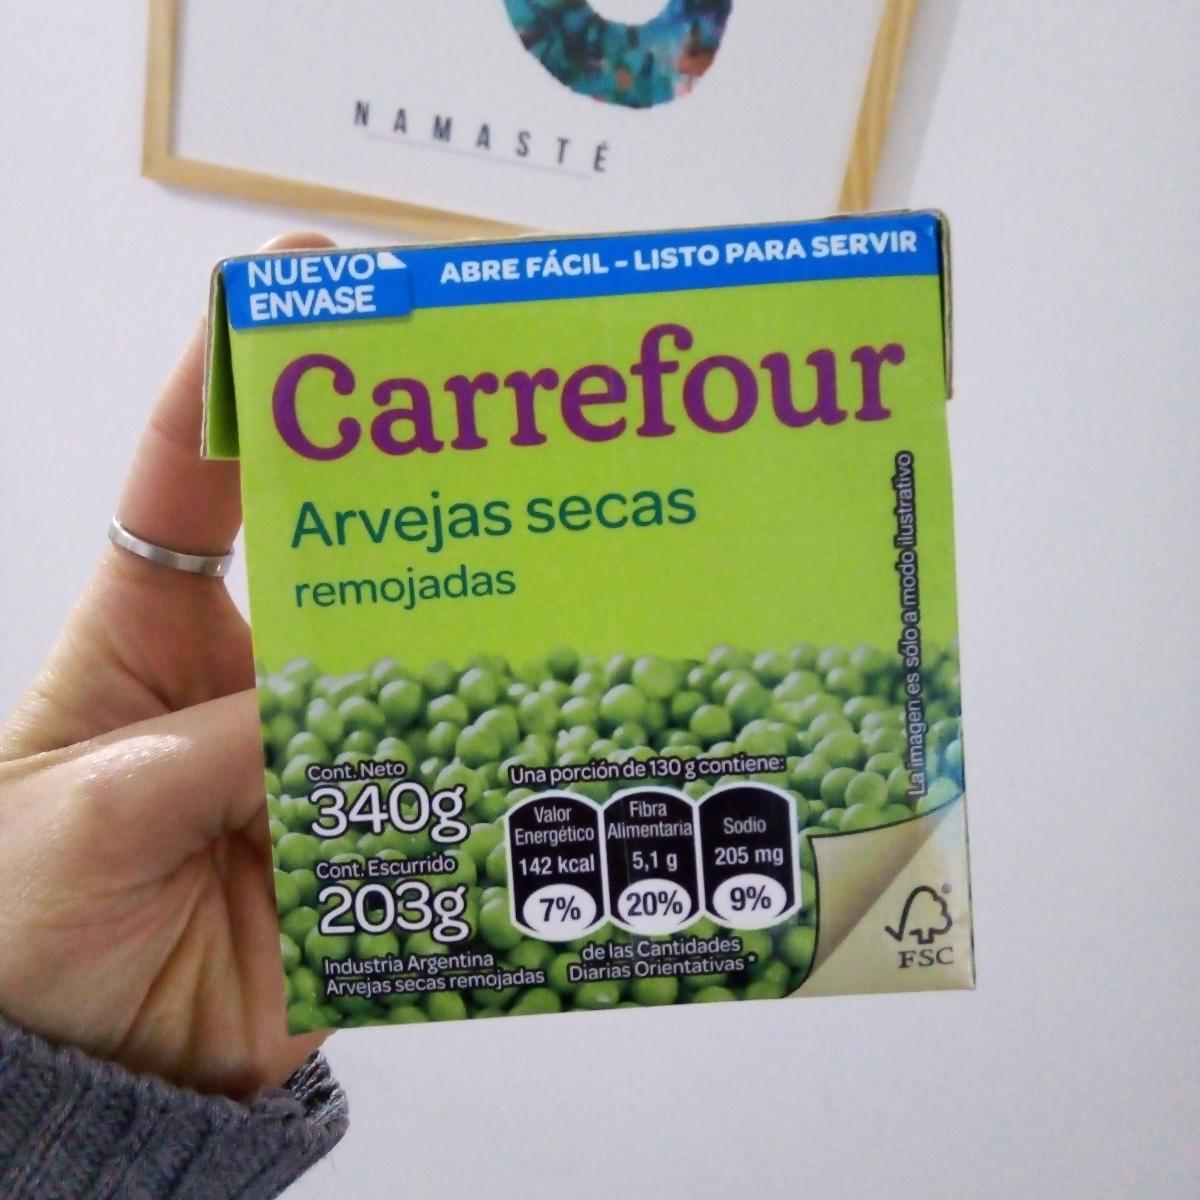 NAMASTÉ
NUEVO
ENVASE
ABRE FÁCIL - LISTO PARA SERVIR
Carrefour
Arvejas secas
remojadas
La imagen es sólo a modo ilustrativo
Cont. Neto
340g
Cont. Escurrido
203g
Industria Argentina
Arvejas secas remojadas
Una porción de 130 g contiene:
Valor
Energético
142 kcal
7%
Fibra
Alimentaria
5,1 g
20%
Sodio
205 mg
9%
de las Cantidades
Diarias Orientativas*
FSC